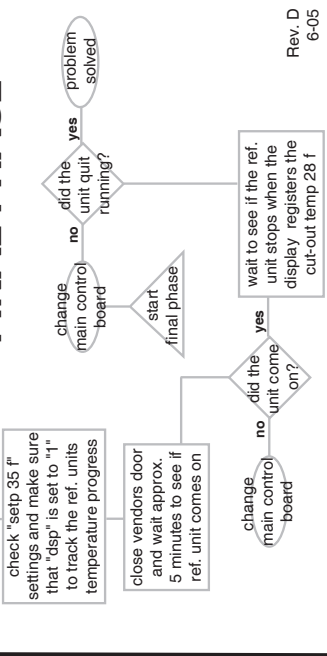 check "setp 35 f"
settings and make sure
that "dsp" is set to "1"
to track the ref. units
temperature progress
close vendors door
and wait approx.
5 minutes to see if
ref. unit comes on
did the
unit come
on?
no
change
main control
board
yes
wait to see if the ref.
unit stops when the
display registers the
cut-out temp 28 f
did the
unit quit
running?
no
change
main control
board
start
final phase
yes
problem
solved
Rev. D
6-05